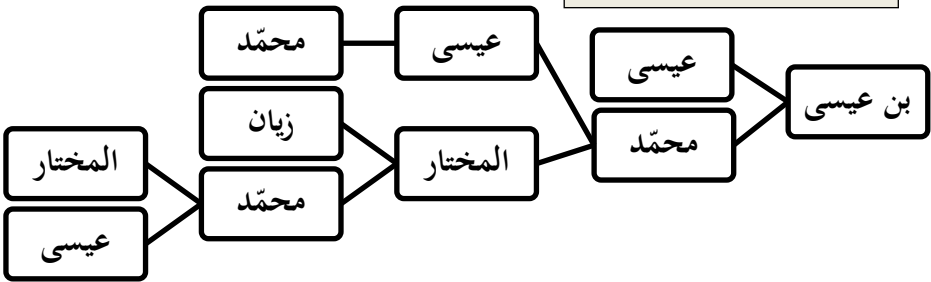 بن عيسى
عيسى
محمّد
عيسى
المختار
محمّد
زيان
محمّد
المختار
عيسى